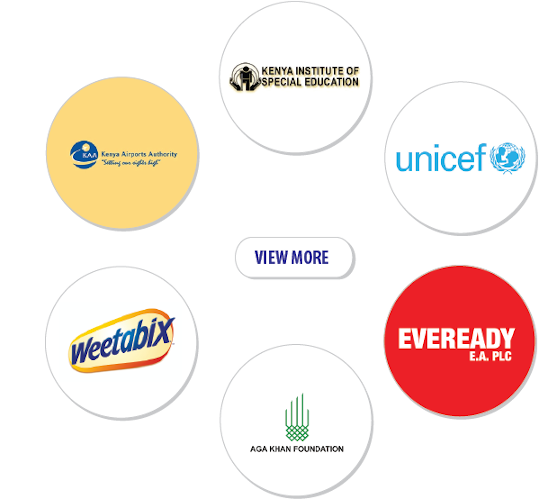 KENYA INSTITUTE OF
SPECIAL EDUCATION
KAA
Kenya Airports Authority
"Setting our sights high"
unicef
VIEW MORE
Weetabix
EVEREADY
E.A. PLC
AGA KHAN FOUNDATION